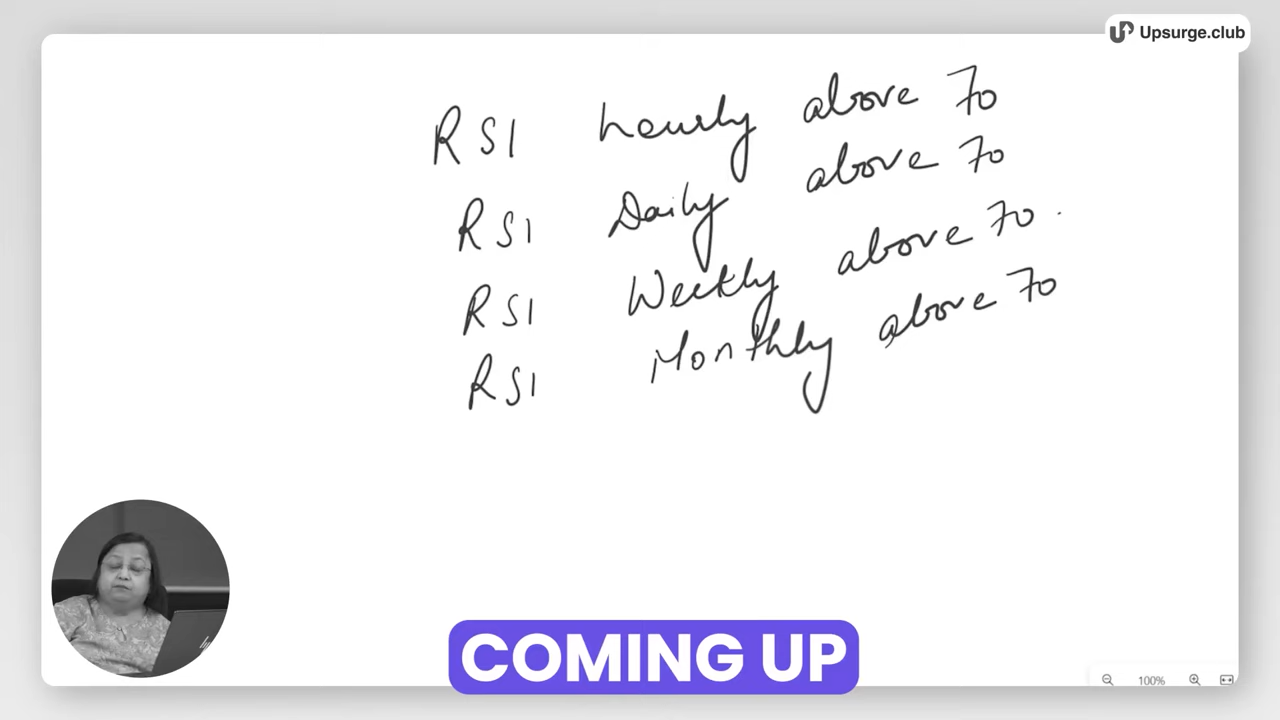 Upsurge.club
RSI hourly above 70
RSI Daily above 70
RSI Weekly above 70.
RSI Monthly above 70
COMING UP
100%